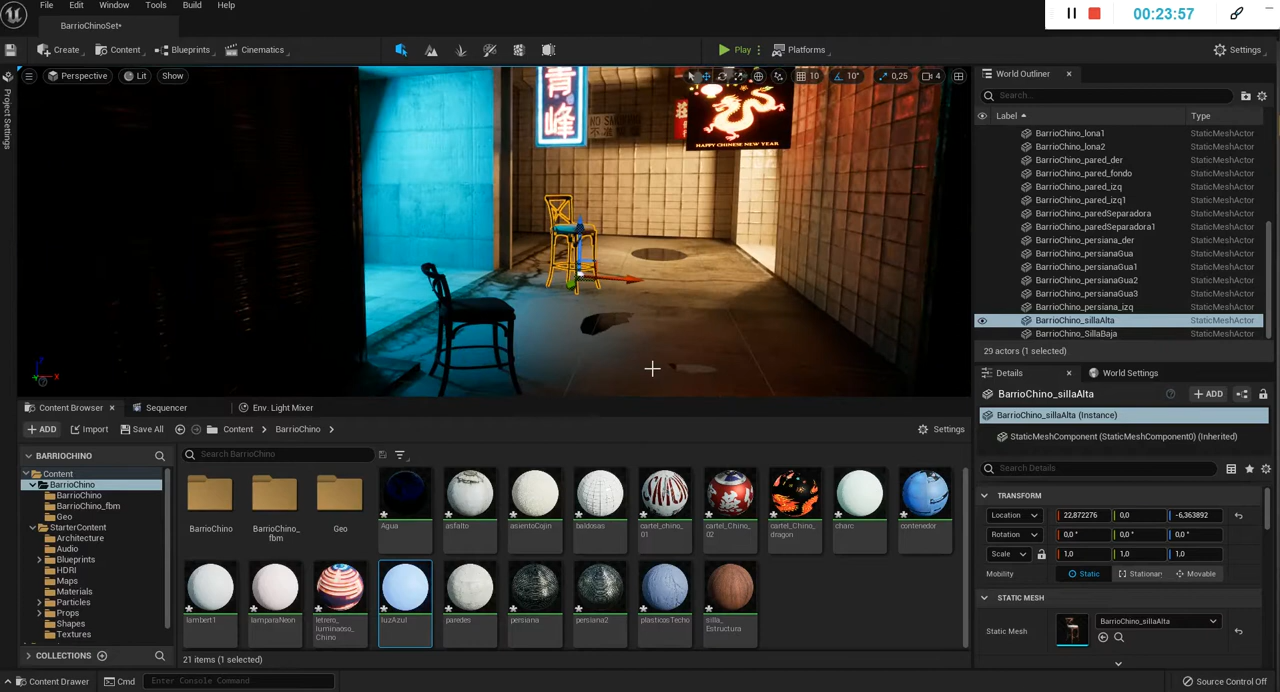 File Edit Window Tools Build Help
00:23:57
BarrioChinoSet*
Create Content Blueprints Cinematics Play Platforms Settings
Project Settings
Perspective Lit Show 10 10° 0,25 4
青
峰
NO SMOKING
HAPPY CHINESE NEW YEAR
World Outliner
Search...
Label Type
BarrioChino_lona1 StaticMeshActor
BarrioChino_lona2 StaticMeshActor
BarrioChino_pared_der StaticMeshActor
BarrioChino_pared_fondo StaticMeshActor
BarrioChino_pared_izq StaticMeshActor
BarrioChino_pared_izq1 StaticMeshActor
BarrioChino_paredSeparadora StaticMeshActor
BarrioChino_paredSeparadora1 StaticMeshActor
BarrioChino_persiana_der StaticMeshActor
BarrioChino_persianaGua StaticMeshActor
BarrioChino_persianaGua1 StaticMeshActor
BarrioChino_persianaGua2 StaticMeshActor
BarrioChino_persianaGua3 StaticMeshActor
BarrioChino_persiana_izq StaticMeshActor
BarrioChino_sillaAlta StaticMeshActor
BarrioChino_SillaBaja StaticMeshActor
29 actors (1 selected)
Details World Settings
BarrioChino_sillaAlta ADD
BarrioChino_sillaAlta (Instance)
StaticMeshComponent (StaticMeshComponent0) (Inherited)
Search Details
TRANSFORM
Location 22,872276 0,0 -6,363892
Rotation 0,0 ° 0,0 ° 0,0 °
Scale 1,0 1,0 1,0
Mobility Static Stationar Movable
STATIC MESH
Static Mesh BarrioChino_sillaAlta
Content Browser Sequencer Env. Light Mixer
ADD Import Save All Content BarrioChino Settings
BARRIOCHINO
Content
BarrioChino
BarrioChino
BarrioChino_fbm
Geo
StarterContent
Architecture
Audio
Blueprints
HDRI
Maps
Materials
Particles
Props
Shapes
Textures
COLLECTIONS
Search BarrioChino
BarrioChino
BarrioChino_
fbm
Geo
Agua
asfalto
asientoCojin
baldosas
cartel_chino_
01
cartel_Chino_
02
cartel_Chino_
dragon
charc
contenedor
lambert1
lamparaNeon
letrero_
luminaoso_
Chino
luzAzul
paredes
persiana
persiana2
plasticosTecho
silla_
Estructura
21 items (1 selected)
Content Drawer Cmd Enter Console Command Source Control Off